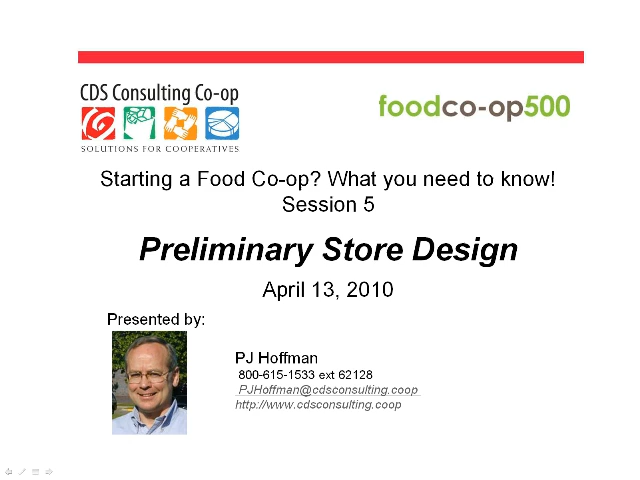 CDS Consulting Co-op
SOLUTIONS FOR COOPERATIVES
foodco-op500
Starting a Food Co-op? What you need to know!
Session 5
Preliminary Store Design
April 13, 2010
Presented by:
PJ Hoffman
800-615-1533 ext 62128
PJHoffman@cdsconsulting.coop
http://www.cdsconsulting.coop